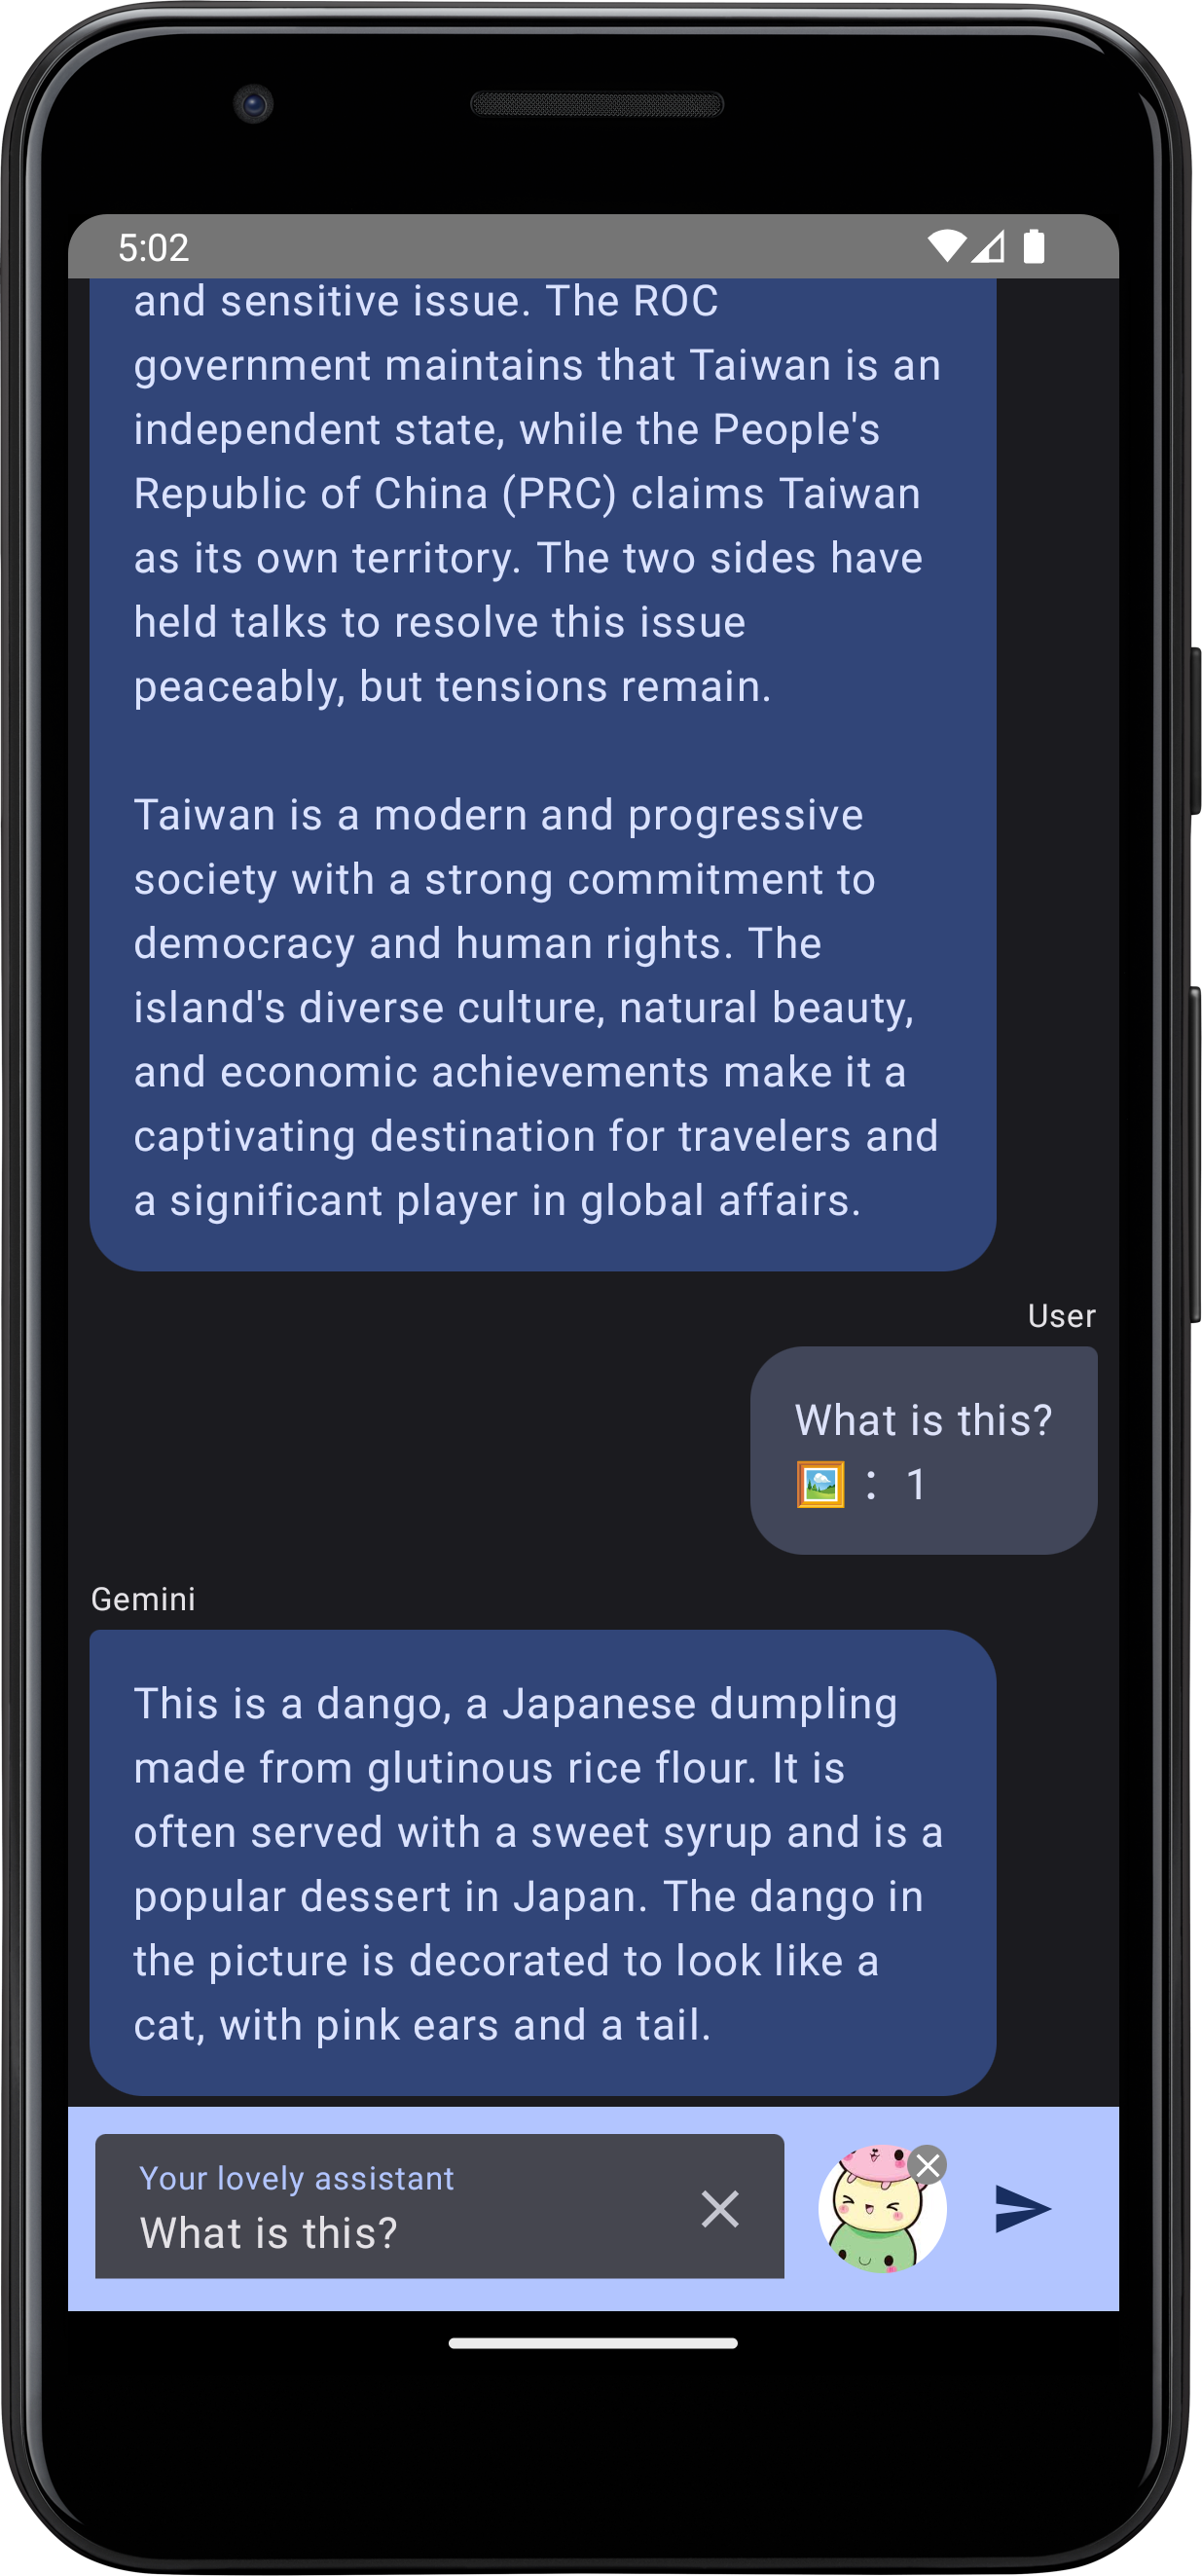 5:02
and sensitive issue. The ROC
government maintains that Taiwan is an
independent state, while the People's
Republic of China (PRC) claims Taiwan
as its own territory. The two sides have
held talks to resolve this issue
peaceably, but tensions remain.
Taiwan is a modern and progressive
society with a strong commitment to
democracy and human rights. The
island's diverse culture, natural beauty,
and economic achievements make it a
captivating destination for travelers and
a significant player in global affairs.
User
What is this?
🖼️ : 1
Gemini
This is a dango, a Japanese dumpling
made from glutinous rice flour. It is
often served with a sweet syrup and is a
popular dessert in Japan. The dango in
the picture is decorated to look like a
cat, with pink ears and a tail.
Your lovely assistant
What is this?